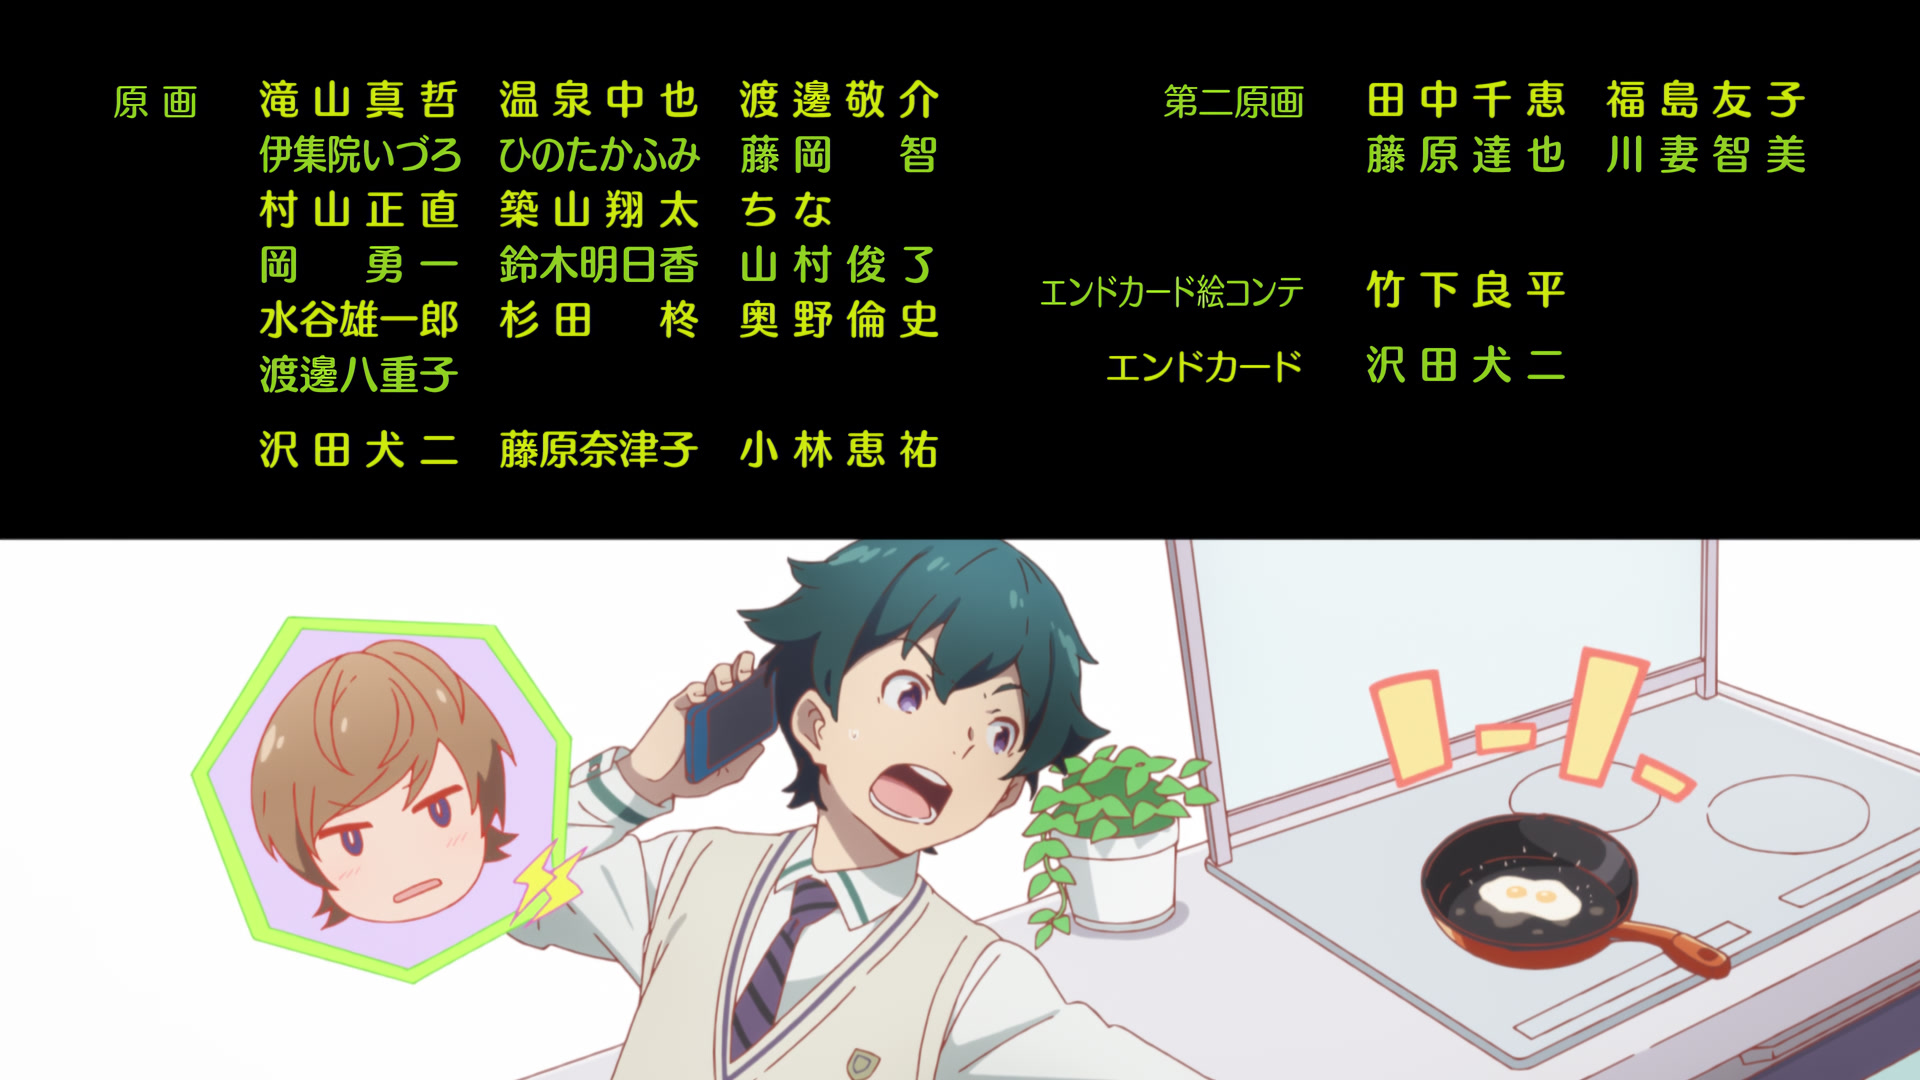 原画 滝山真哲 温泉中也 渡邊敬介
伊集院いづろ ひのたかふみ 藤岡 智
村山正直 築山翔太 ちな
岡 勇一 鈴木明日香 山村俊了
水谷雄一郎 杉田 柊 奥野倫史
渡邊八重子
沢田犬二 藤原奈津子 小林恵祐
第二原画 田中千恵 福島友子
藤原達也 川妻智美
エンドカード絵コンテ 竹下良平
エンドカード 沢田犬二